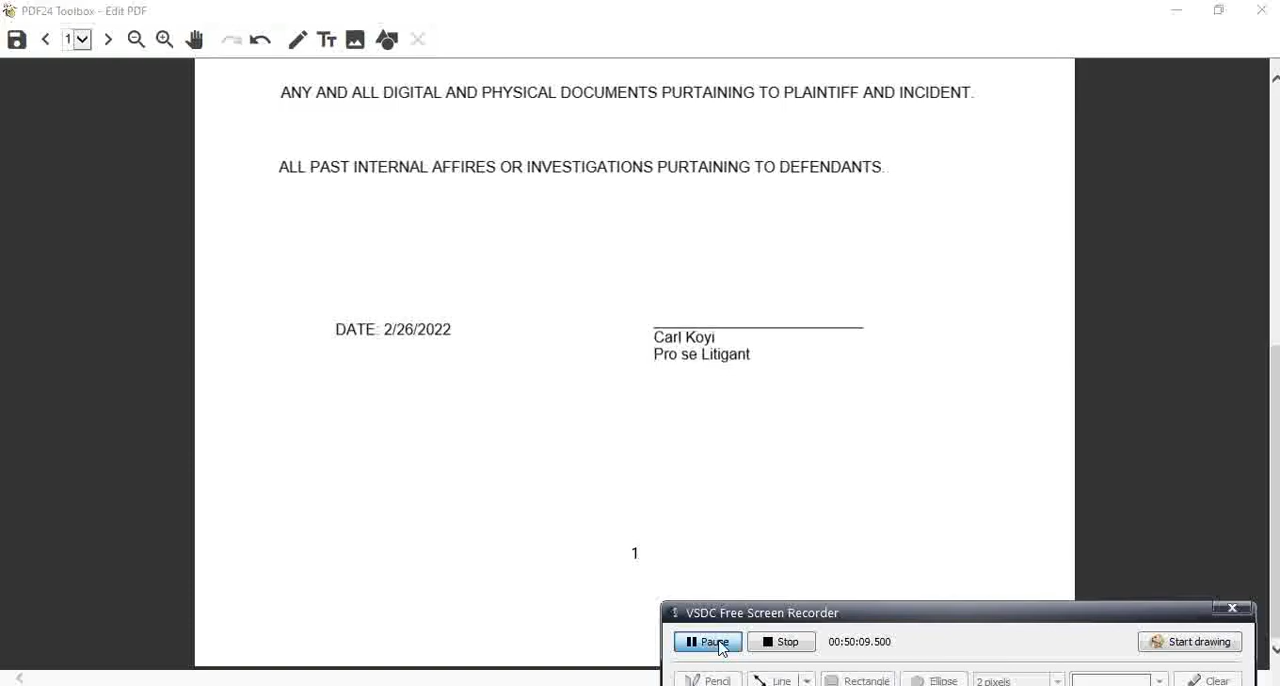 PDF24 Toolbox - Edit PDF
1
ANY AND ALL DIGITAL AND PHYSICAL DOCUMENTS PURTAINING TO PLAINTIFF AND INCIDENT.
ALL PAST INTERNAL AFFIRES OR INVESTIGATIONS PURTAINING TO DEFENDANTS.
DATE: 2/26/2022
Carl Koyi
Pro se Litigant
1
VSDC Free Screen Recorder
Pause Stop 00:50:09.500 Start drawing
Pencil Line Rectangle Ellipse 2 pixels Clear